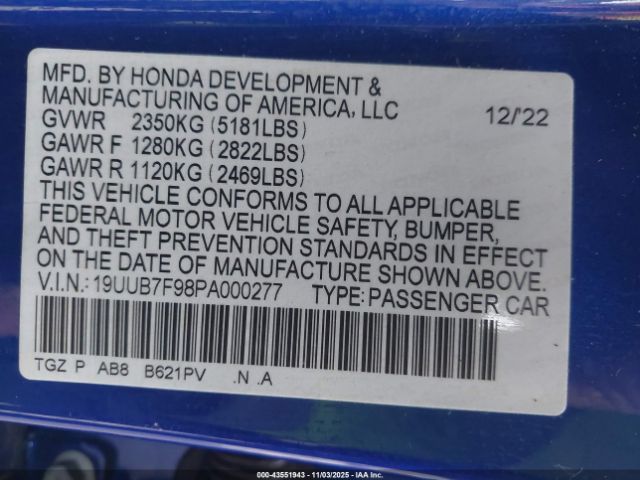 MFD. BY HONDA DEVELOPMENT &
MANUFACTURING OF AMERICA, LLC 12/'22
GVWR 2350KG (5181LBS)
GAWR F 1280KG (2822LBS)
GAWR R 1120KG (2469LBS)
THIS VEHICLE CONFORMS TO ALL APPLICABLE
FEDERAL MOTOR VEHICLE SAFETY, BUMPER,
AND THEFT PREVENTION STANDARDS IN EFFECT
ON THE DATE OF MANUFACTURE SHOWN ABOVE.
V.I.N.: 19UUB7F98PA000277 TYPE: PASSENGER CAR
TGZ P AB8 B621PV .N .A
000-43551943 - 11/03/2025 - IAA Inc.